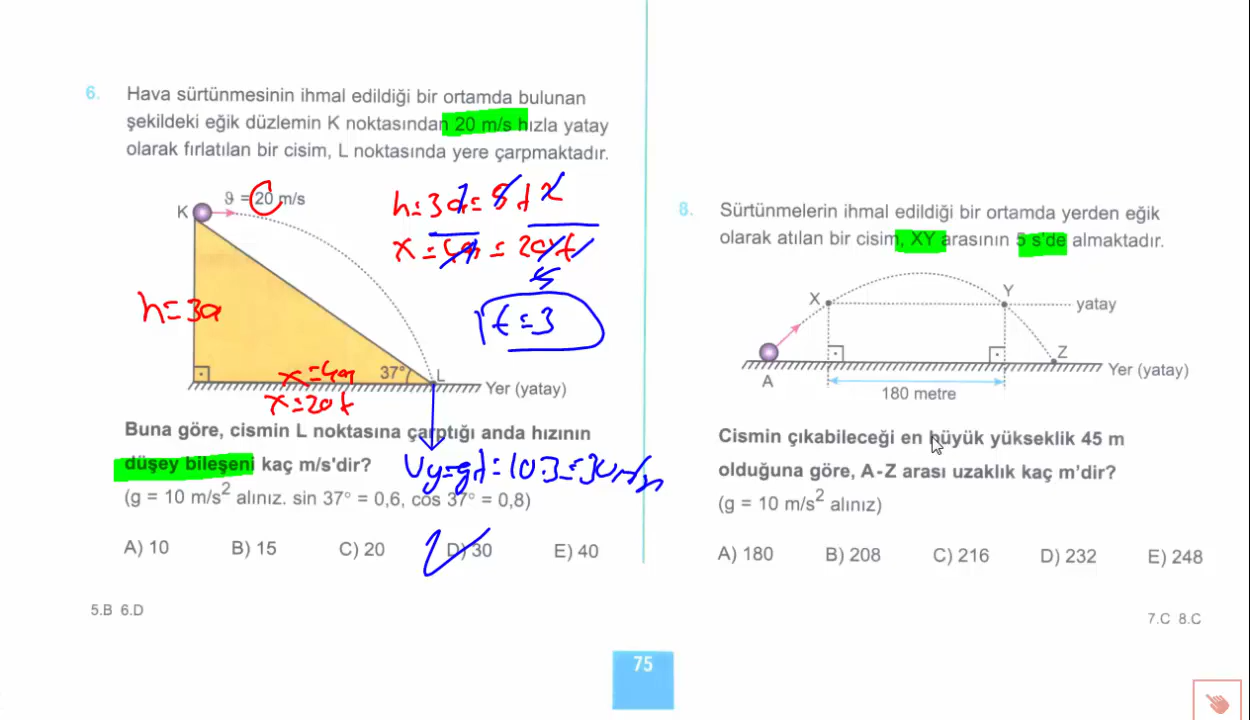 6. Hava sürtünmesinin ihmal edildiği bir ortamda bulunan
şekildeki eğik düzlemin K noktasından 20 m/s hızla yatay
olarak fırlatılan bir cisim, L noktasında yere çarpmaktadır.
K
ϑ = 20 m/s
h=3a
37°
L
Yer (yatay)
x=4a
x=20t
x = 4a = 20t
t=3
Buna göre, cismin L noktasına çarptığı anda hızının
düşey bileşeni kaç m/s'dir?
Vy=gt=10.3=30m/s
(g = 10 m/s² alınız. sin 37° = 0,6, cos 37° = 0,8)
A) 10 B) 15 C) 20 D) 30 E) 40
5.B 6.D
8. Sürtünmelerin ihmal edildiği bir ortamda yerden eğik
olarak atılan bir cisim, XY arasının 5 s'de almaktadır.
X
Y
yatay
Z
A
Yer (yatay)
180 metre
Cismin çıkabileceği en büyük yükseklik 45 m
olduğuna göre, A-Z arası uzaklık kaç m'dir?
(g = 10 m/s² alınız)
A) 180 B) 208 C) 216 D) 232 E) 248
7.C 8.C
75